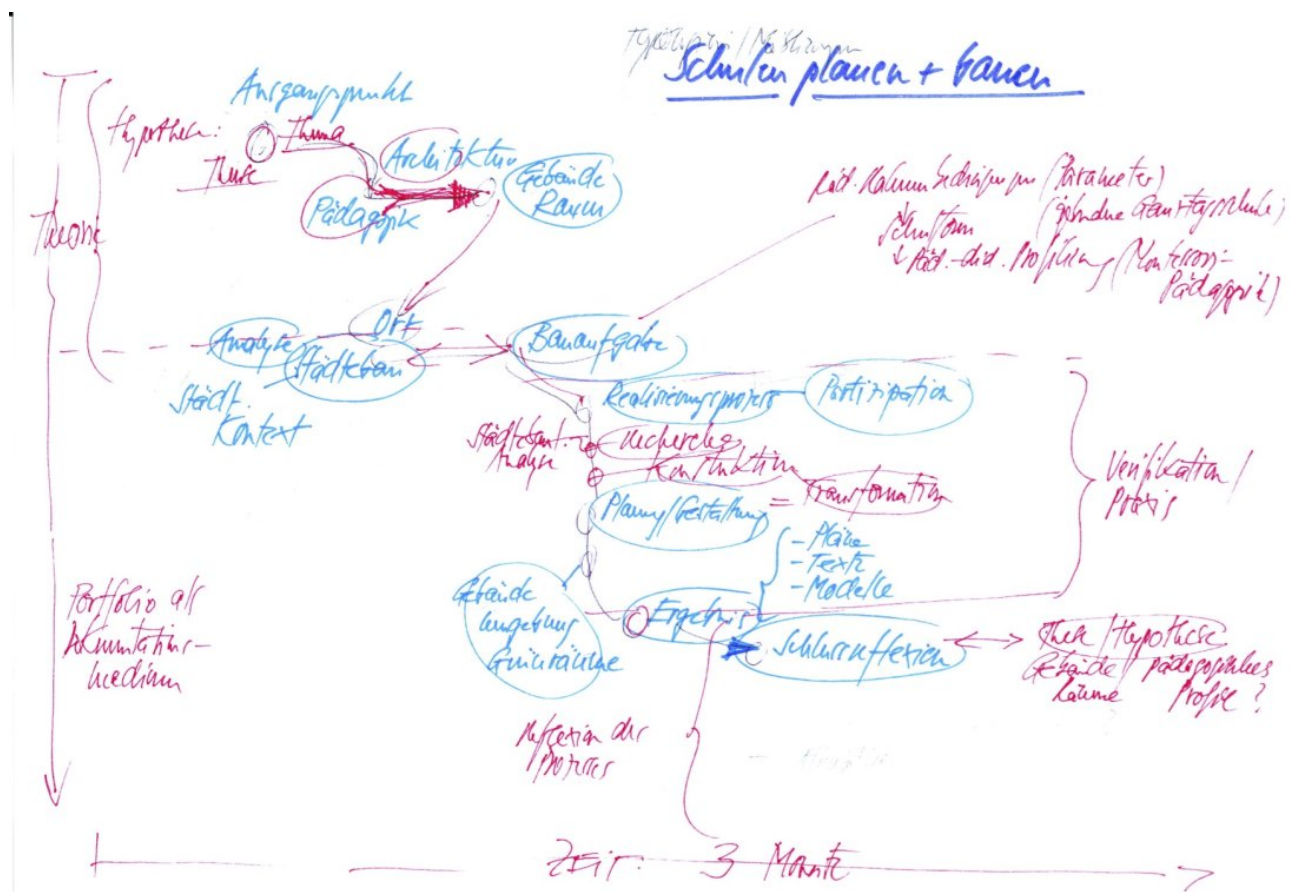 Schulen planen + bauen
Ausgangspunkt
Hypothese:
Thema
These
Architektur
Pädagogik
Gebäude
Raum
Theorie
Päd. Rahmenbedingungen (Parameter)
Schulform
(gebundene Ganztagsschule)
Päd.-did. Profilierung (Montessori-
Pädagogik)
Ort
Analyse
Städtebau
Bauaufgabe
Städt.
Kontext
Realisierungsprozess
Partizipation
Städtebaul.
Analyse
Recherche
Konstruktion
Planung/Gestaltung
= Transformation
Verifikation/
Praxis
- Pläne
- Texte
- Modelle
Gebäude
Umgebung
Grünräume
Ergebnis
Schlussreflexion
These/Hypothese
Gebäude/pädagogisches
Räume Profil?
Portfolio als
Dokumentations-
medium
Reflexion des
Prozesses
ZEIT: 3 Monate